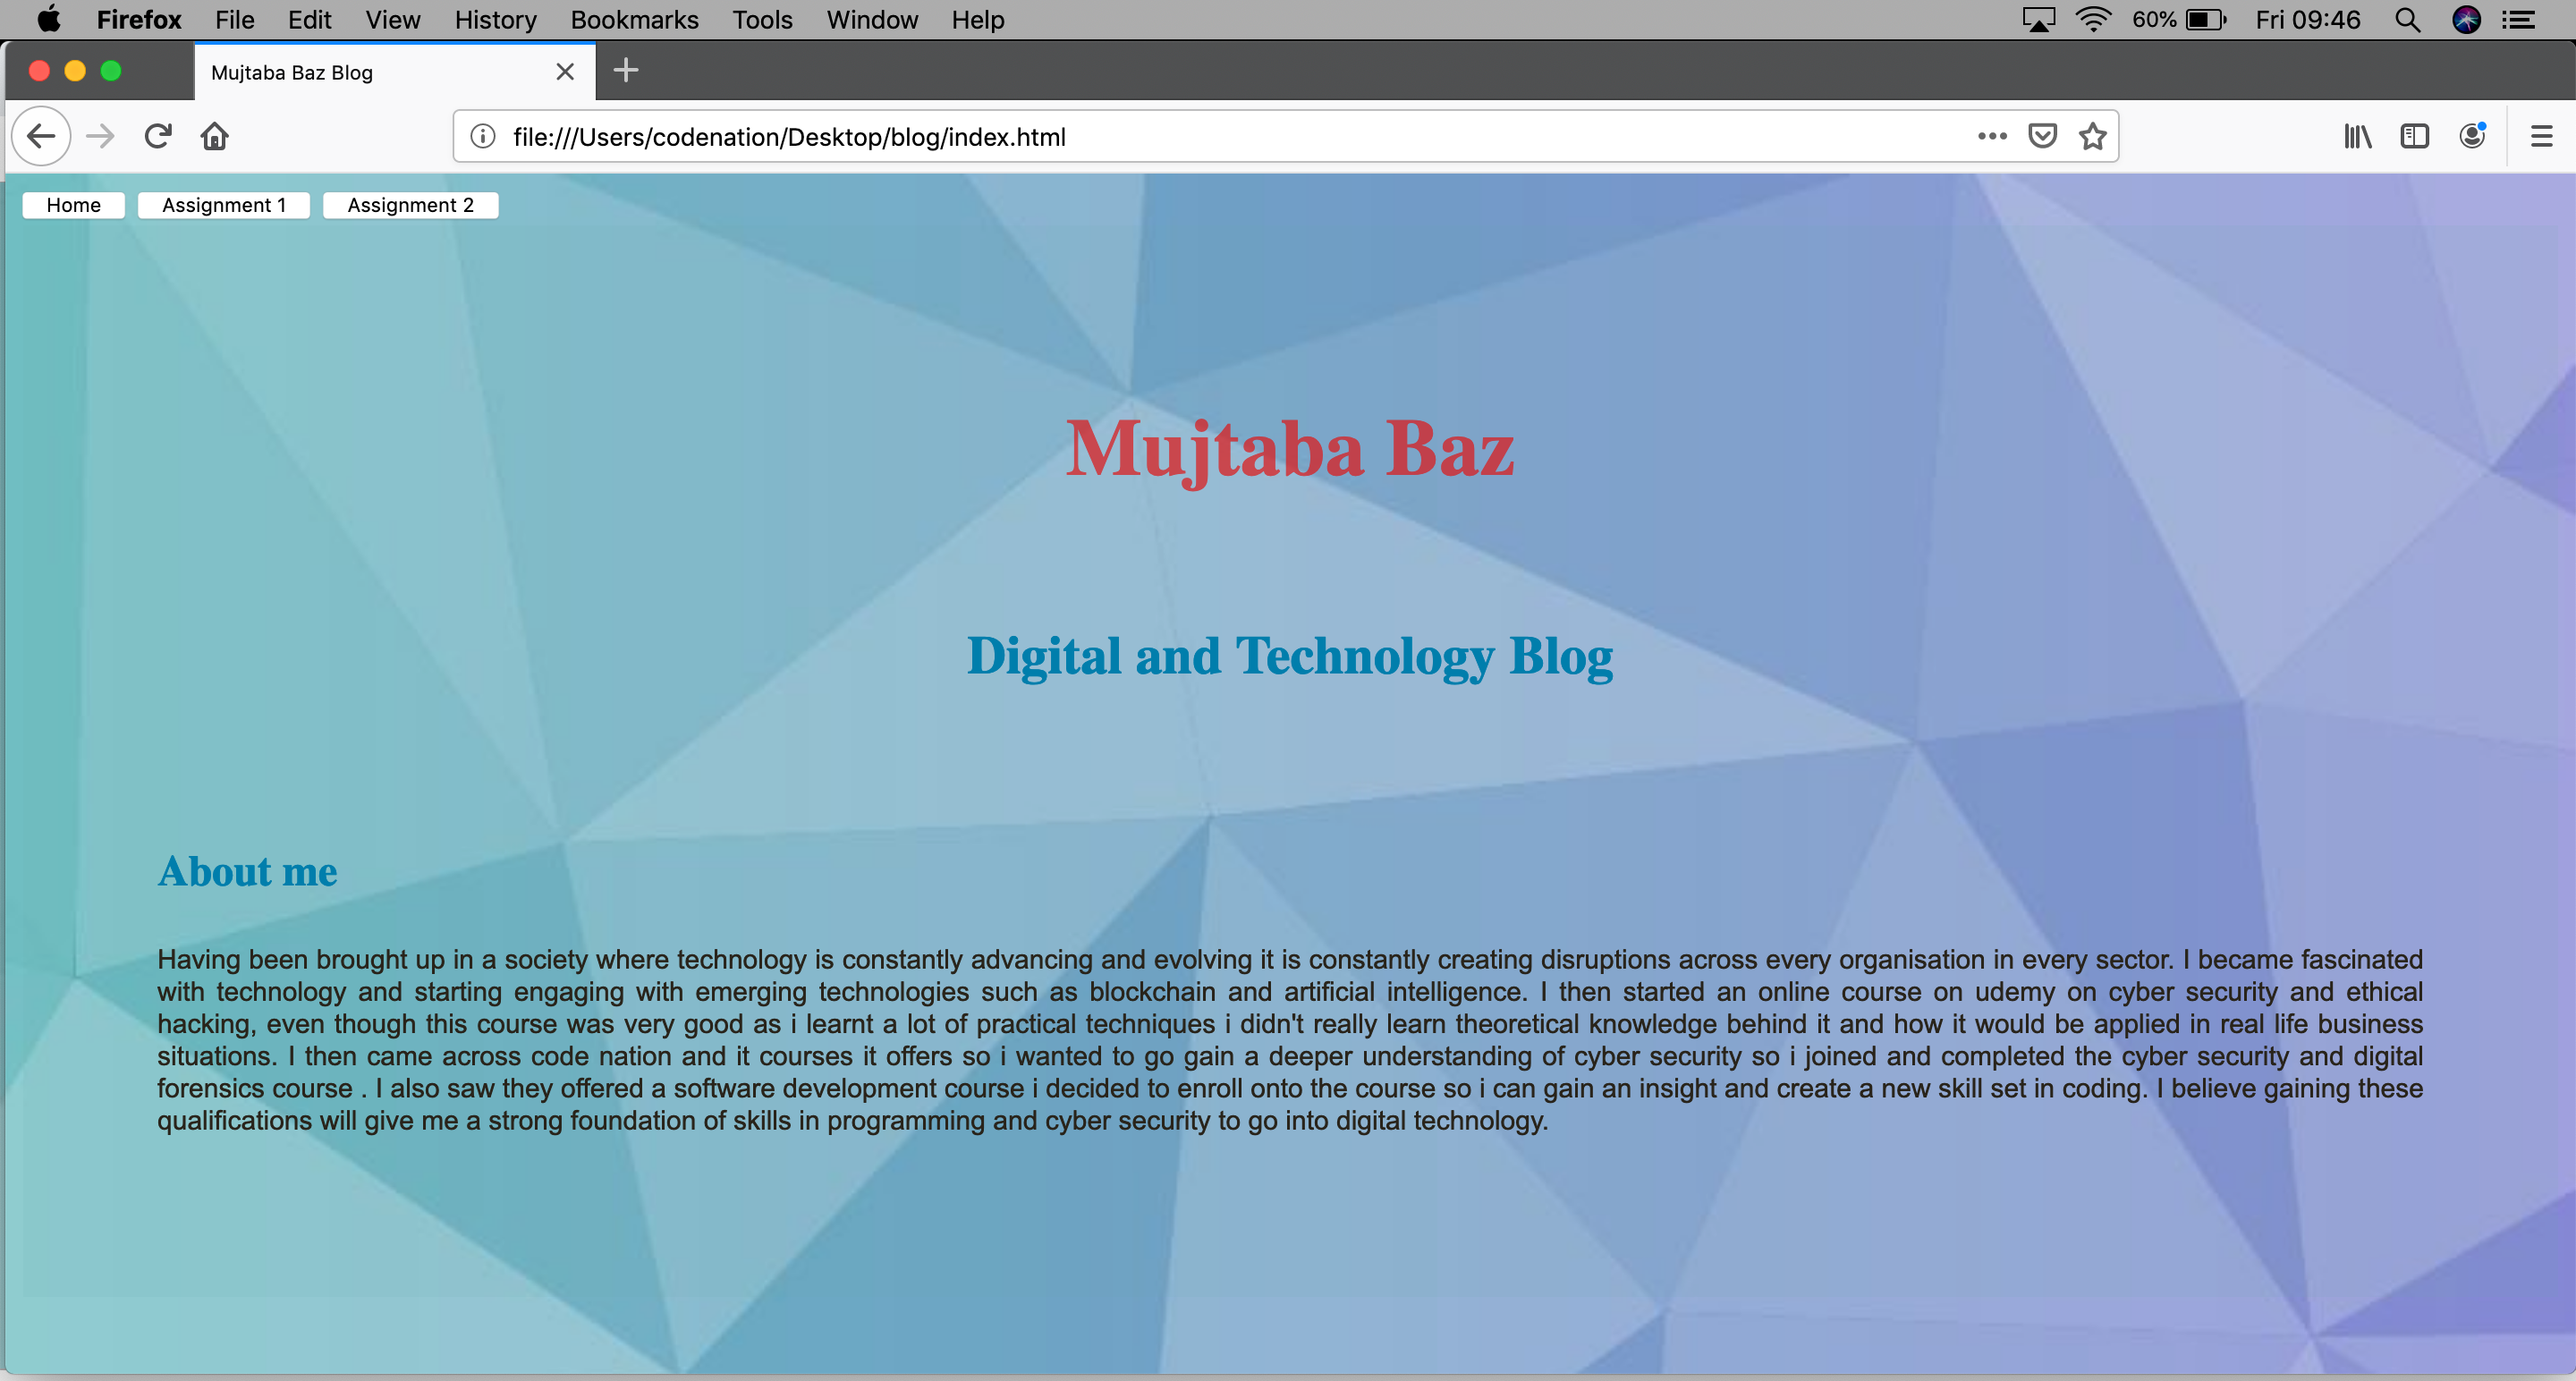 Firefox File Edit View History Bookmarks Tools Window Help 60% Fri 09:46
Mujtaba Baz Blog
file:///Users/codenation/Desktop/blog/index.html
Home Assignment 1 Assignment 2
Mujtaba Baz
Digital and Technology Blog
About me
Having been brought up in a society where technology is constantly advancing and evolving it is constantly creating disruptions across every organisation in every sector. I became fascinated
with technology and starting engaging with emerging technologies such as blockchain and artificial intelligence. I then started an online course on udemy on cyber security and ethical
hacking, even though this course was very good as i learnt a lot of practical techniques i didn't really learn theoretical knowledge behind it and how it would be applied in real life business
situations. I then came across code nation and it courses it offers so i wanted to go gain a deeper understanding of cyber security so i joined and completed the cyber security and digital
forensics course . I also saw they offered a software development course i decided to enroll onto the course so i can gain an insight and create a new skill set in coding. I believe gaining these
qualifications will give me a strong foundation of skills in programming and cyber security to go into digital technology.